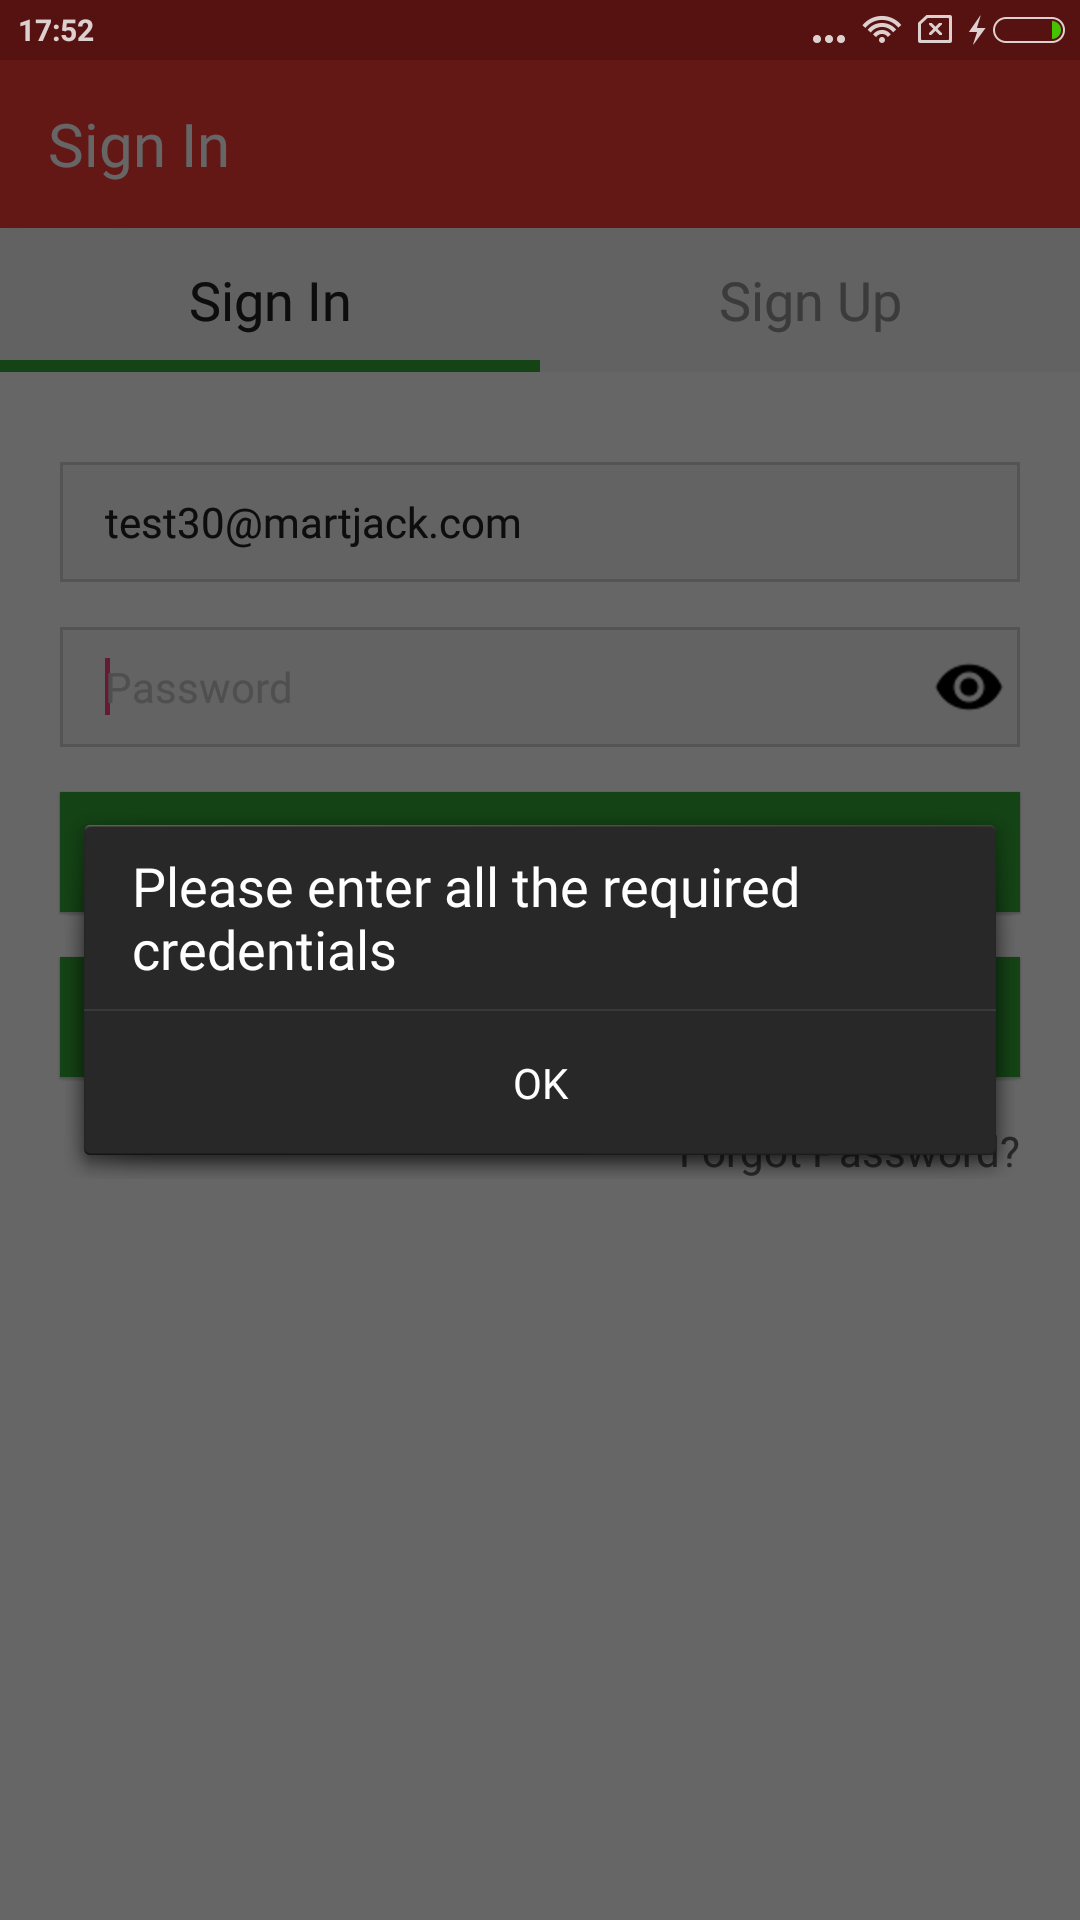 17:52
Sign In
Sign In
Sign Up
test30@martjack.com
Password
Please enter all the required
credentials
OK
Forgot Password?